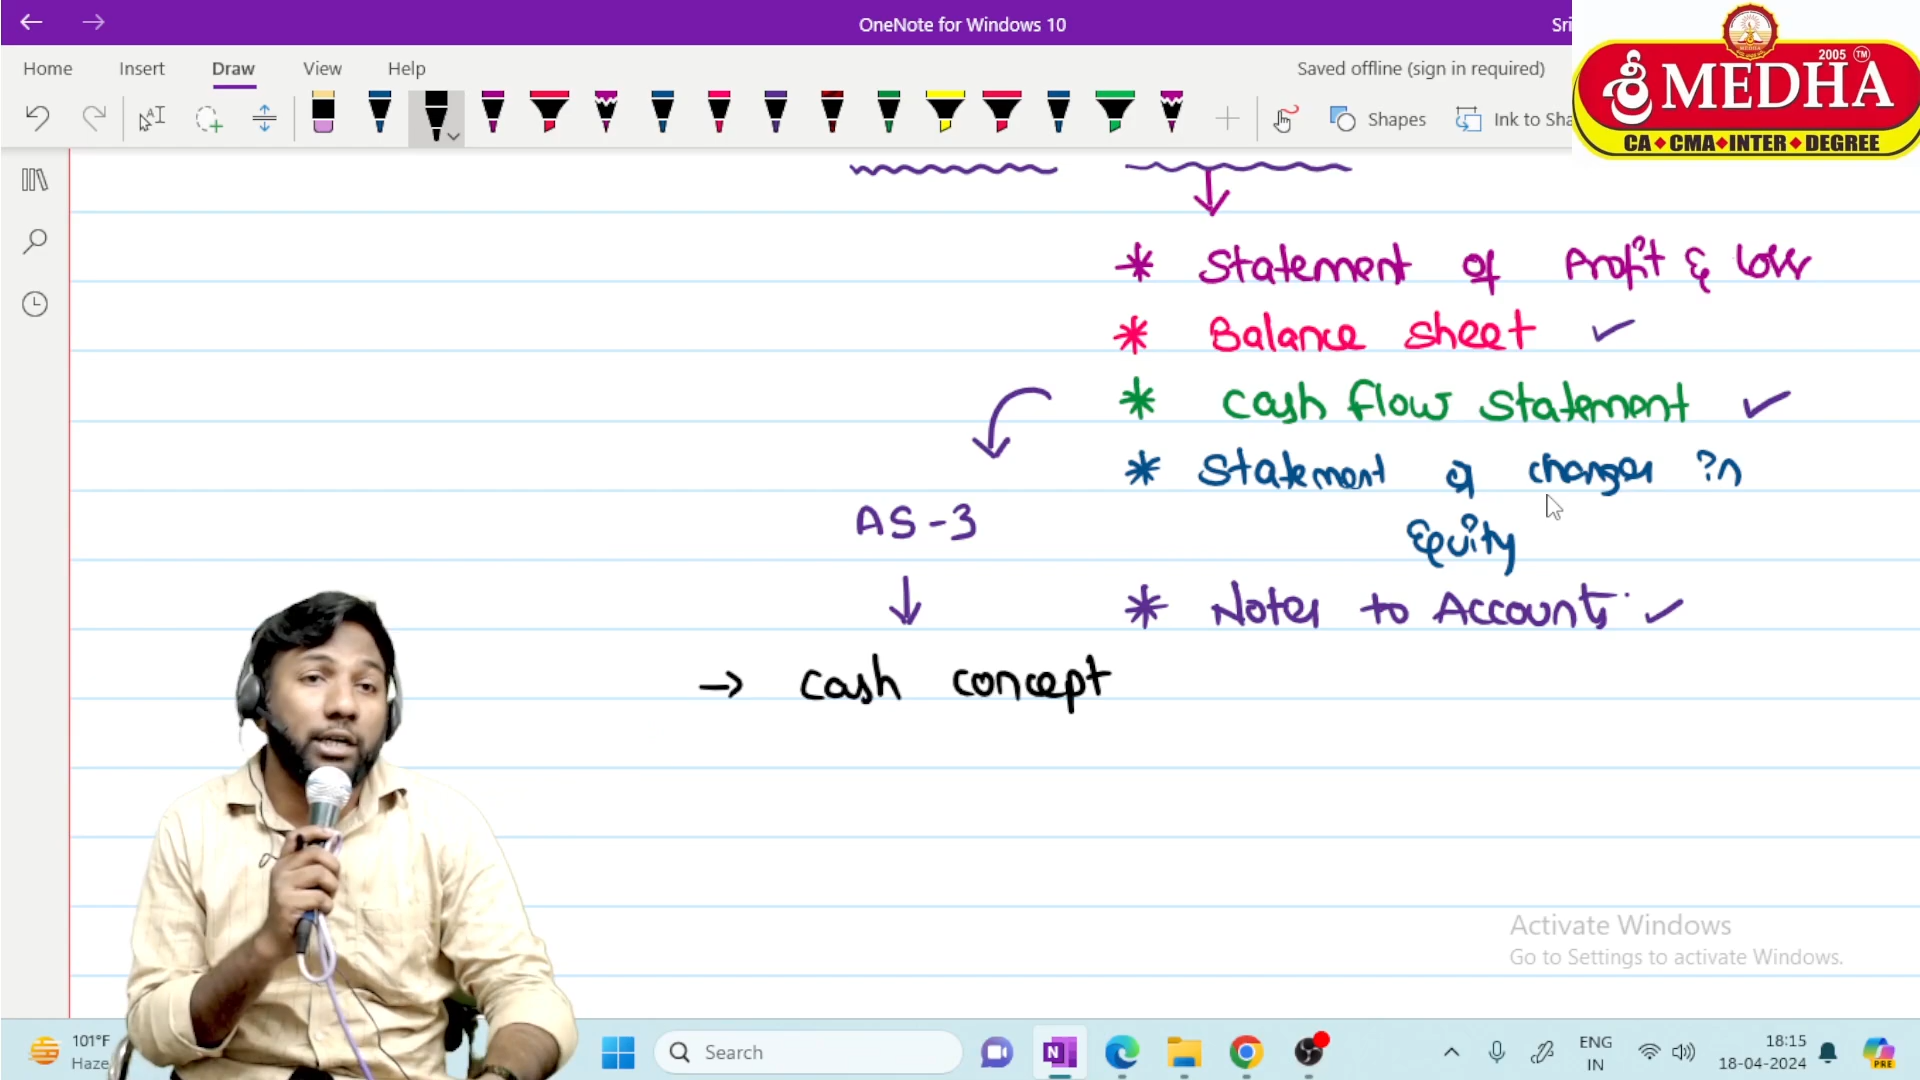 OneNote for Windows 10
Sri
Home Insert Draw View Help
Saved offline (sign in required)
Shapes
Ink to Sha
2005 TM
శ్రీ MEDHA
CA CMA INTER DEGREE
* Statement of Profit & Loss
* Balance sheet ✓
* Cash flow statement ✓
* Statement of changes in
Equity
* Notes to Accounts ✓
AS-3
→ cash concept
Activate Windows
Go to Settings to activate Windows.
101°F
Haze
Search
ENG
IN
18:15
18-04-2024
PRE